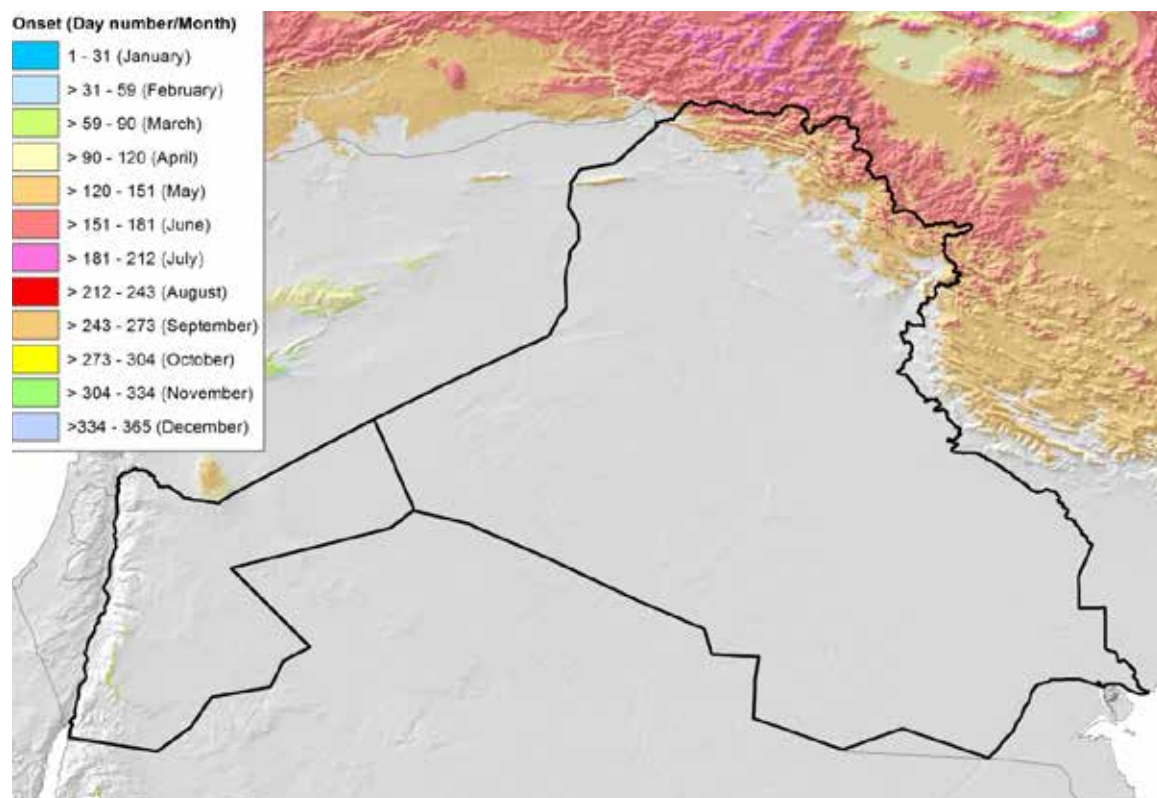 Onset (Day number/Month)
1 - 31 (January)
> 31 - 59 (February)
> 59 - 90 (March)
> 90 - 120 (April)
> 120 - 151 (May)
> 151 - 181 (June)
> 181 - 212 (July)
> 212 - 243 (August)
> 243 - 273 (September)
> 273 - 304 (October)
> 304 - 334 (November)
>334 - 365 (December)